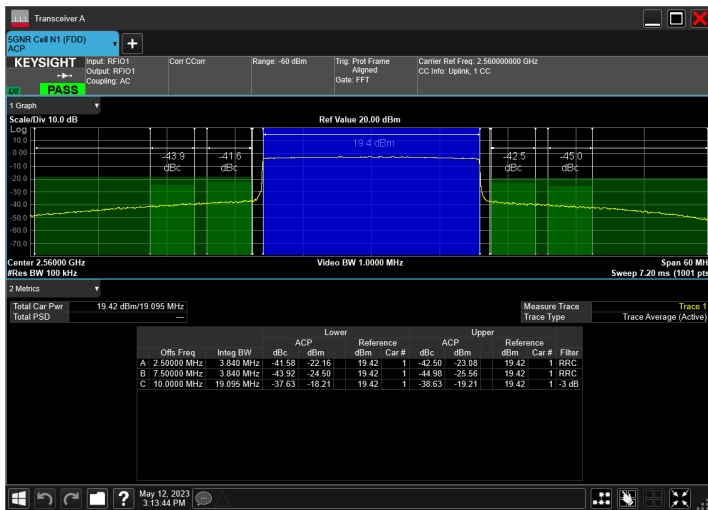 Transceiver A
5GNR Cell N1 (FDD)
ACP
KEYSIGHT
PASS
Input: RFIO1
Output: RFIO1
Coupling: AC
Corr CCorr
Range: -60 dBm
Trig: Prot Frame
Aligned
Gate: FFT
Carrier Ref Freq: 2.560000000 GHz
CC Info: Uplink, 1 CC
1 Graph
Scale/Div 10.0 dB
Ref Value 20.00 dBm
Log
10.0
0.00
-10.0
-20.0
-30.0
-40.0
-50.0
-60.0
-70.0
-43.9
dBc
-41.6
dBc
19.4 dBm
-42.5
dBc
-45.0
dBc
Center 2.56000 GHz
Video BW 1.0000 MHz
Span 60 MH
#Res BW 100 kHz
Sweep 7.20 ms (1001 pts
2 Metrics
Total Car Pwr 19.42 dBm/19.095 MHz
Total PSD ---
Measure Trace Trace 1
Trace Type Trace Average (Active)
Lower Upper
ACP Reference ACP Reference
Offs Freq Integ BW dBc dBm dBm Car # dBc dBm dBm Car # Filter
A 2.50000 MHz 3.840 MHz -41.58 -22.16 19.42 1 -42.50 -23.08 19.42 1 RRC
B 7.50000 MHz 3.840 MHz -43.92 -24.50 19.42 1 -44.98 -25.56 19.42 1 RRC
C 10.0000 MHz 19.095 MHz -37.63 -18.21 19.42 1 -38.63 -19.21 19.42 1 -3 dB
May 12, 2023
3:13:44 PM